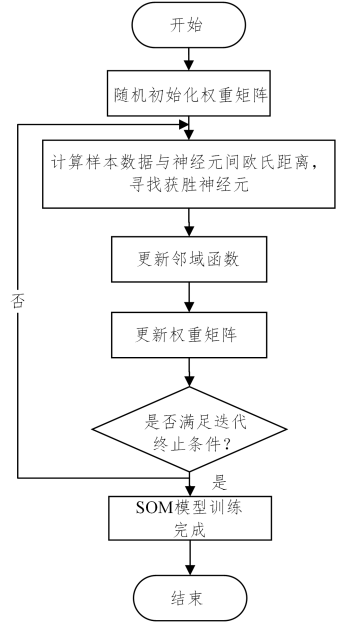 开始
随机初始化权重矩阵
计算样本数据与神经元间欧氏距离，
寻找获胜神经元
更新邻域函数
否
更新权重矩阵
是否满足迭代
终止条件？
是
SOM模型训练
完成
结束